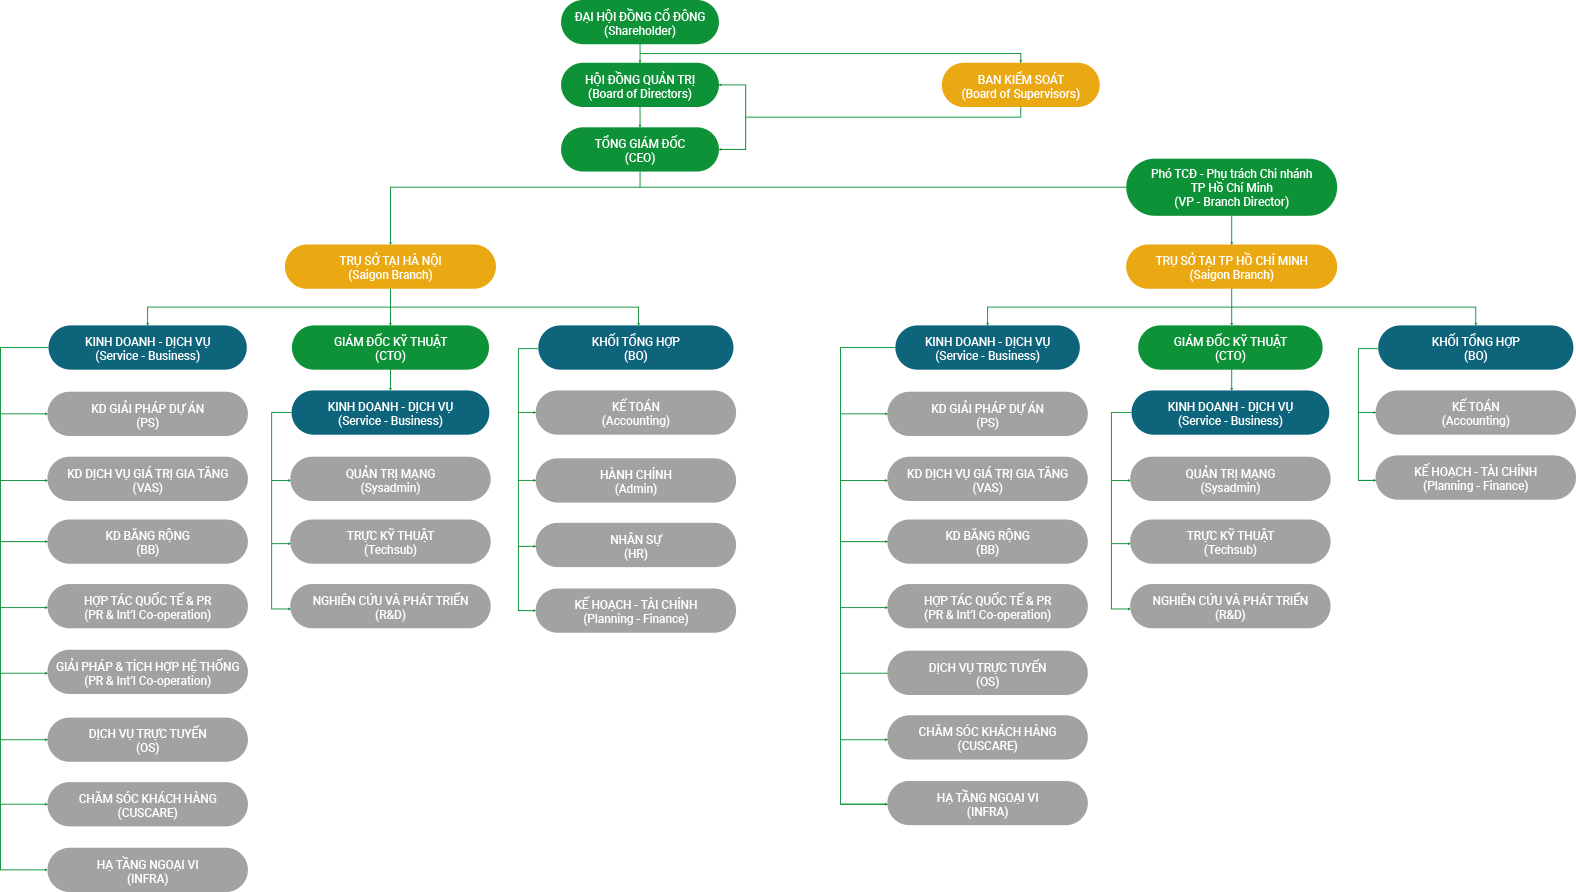 ĐẠI HỘI ĐỒNG CỔ ĐÔNG
(Shareholder)
HỘI ĐỒNG QUẢN TRỊ
(Board of Directors)
BAN KIỂM SOÁT
(Board of Supervisors)
TỔNG GIÁM ĐỐC
(CEO)
Phó TCĐ - Phụ trách Chi nhánh
TP Hồ Chí Minh
(VP - Branch Director)
TRỤ SỞ TẠI HÀ NỘI
(Saigon Branch)
KINH DOANH - DỊCH VỤ
(Service - Business)
KD GIẢI PHÁP DỰ ÁN
(PS)
KD DỊCH VỤ GIÁ TRỊ GIA TĂNG
(VAS)
KD BĂNG RỘNG
(BB)
HỢP TÁC QUỐC TẾ & PR
(PR & Int'l Co-operation)
GIẢI PHÁP & TÍCH HỢP HỆ THỐNG
(PR & Int'l Co-operation)
DỊCH VỤ TRỰC TUYẾN
(OS)
CHĂM SÓC KHÁCH HÀNG
(CUSCARE)
HẠ TẦNG NGOẠI VI
(INFRA)
GIÁM ĐỐC KỸ THUẬT
(CTO)
KINH DOANH - DỊCH VỤ
(Service - Business)
QUẢN TRỊ MẠNG
(Sysadmin)
TRỰC KỸ THUẬT
(Techsub)
NGHIÊN CỨU VÀ PHÁT TRIỂN
(R&D)
KHỐI TỔNG HỢP
(BO)
KẾ TOÁN
(Accounting)
HÀNH CHÍNH
(Admin)
NHÂN SỰ
(HR)
KẾ HOẠCH - TÀI CHÍNH
(Planning - Finance)
TRỤ SỞ TẠI TP HỒ CHÍ MINH
(Saigon Branch)
KINH DOANH - DỊCH VỤ
(Service - Business)
KD GIẢI PHÁP DỰ ÁN
(PS)
KD DỊCH VỤ GIÁ TRỊ GIA TĂNG
(VAS)
KD BĂNG RỘNG
(BB)
HỢP TÁC QUỐC TẾ & PR
(PR & Int'l Co-operation)
DỊCH VỤ TRỰC TUYẾN
(OS)
CHĂM SÓC KHÁCH HÀNG
(CUSCARE)
HẠ TẦNG NGOẠI VI
(INFRA)
GIÁM ĐỐC KỸ THUẬT
(CTO)
KINH DOANH - DỊCH VỤ
(Service - Business)
QUẢN TRỊ MẠNG
(Sysadmin)
TRỰC KỸ THUẬT
(Techsub)
NGHIÊN CỨU VÀ PHÁT TRIỂN
(R&D)
KHỐI TỔNG HỢP
(BO)
KẾ TOÁN
(Accounting)
KẾ HOẠCH - TÀI CHÍNH
(Planning - Finance)